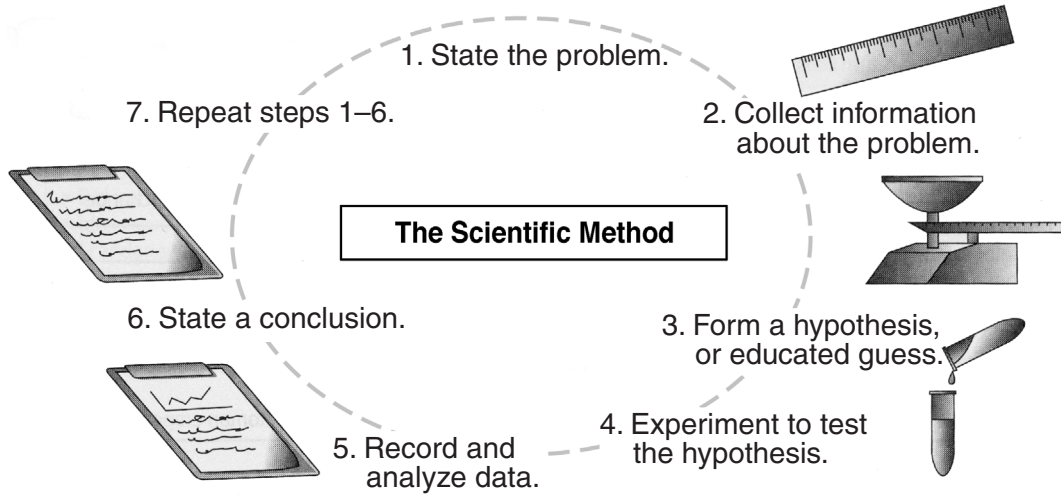 1. State the problem.
2. Collect information
about the problem.
3. Form a hypothesis,
or educated guess.
4. Experiment to test
the hypothesis.
5. Record and
analyze data.
6. State a conclusion.
7. Repeat steps 1–6.
The Scientific Method